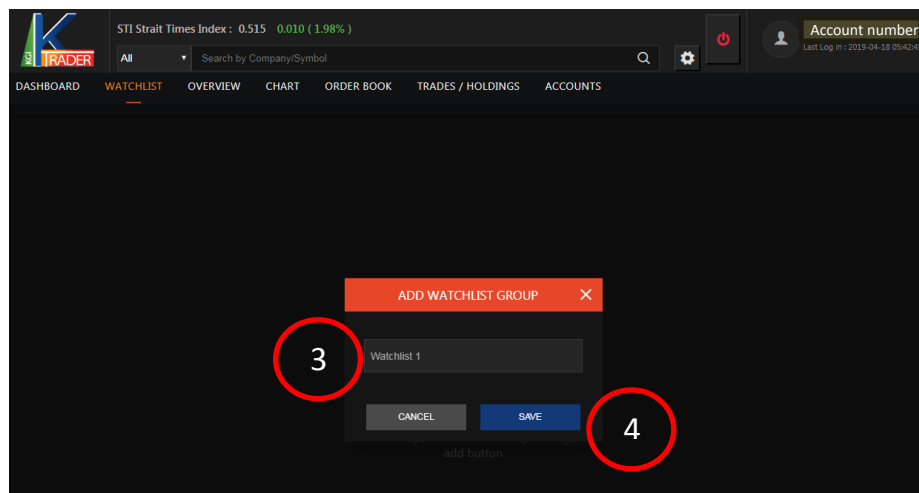 KGI
TRADER
STI Strait Times Index : 0.515 0.010 ( 1.98% )
All Search by Company/Symbol
Account number
Last Log in : 2019-04-18 05:42:4
DASHBOARD WATCHLIST OVERVIEW CHART ORDER BOOK TRADES / HOLDINGS ACCOUNTS
ADD WATCHLIST GROUP
3 Watchlist 1
CANCEL SAVE 4
add button